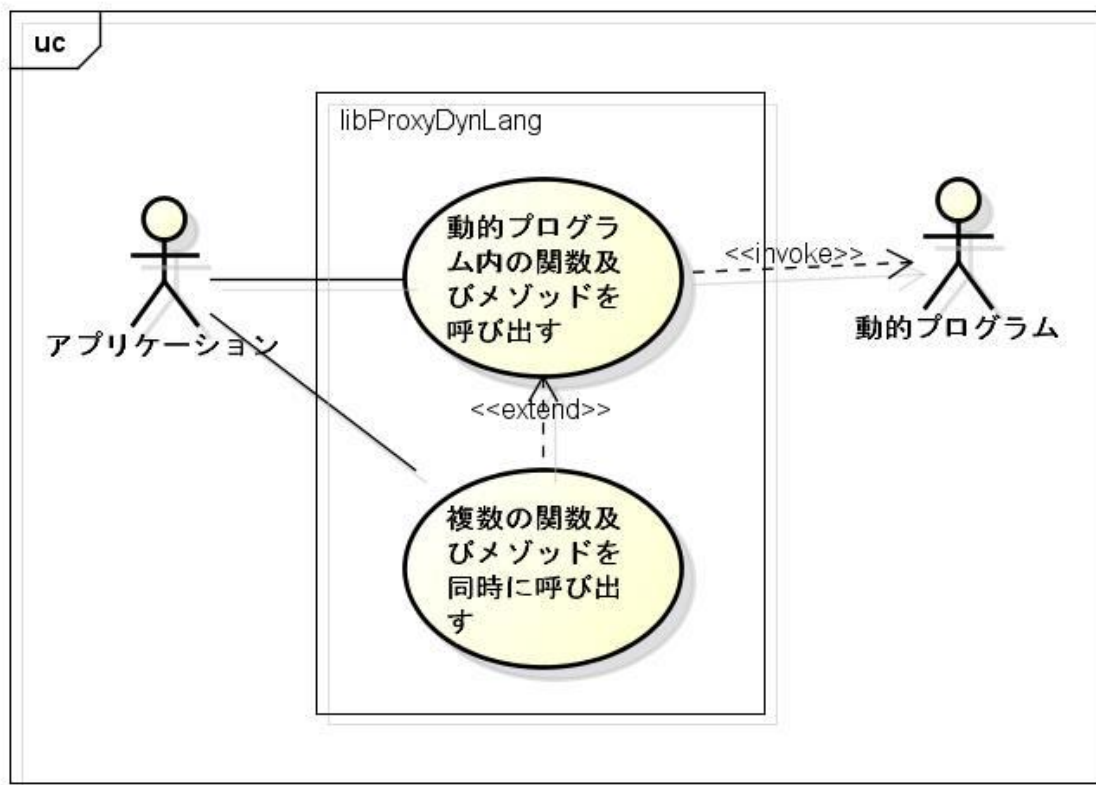 uc
libProxyDynLang
動的プログラ
ム内の関数及
びメゾッドを
呼び出す
<<invoke>>
動的プログラム
アプリケーション
<<extend>>
複数の関数及
びメゾッドを
同時に呼び出
す